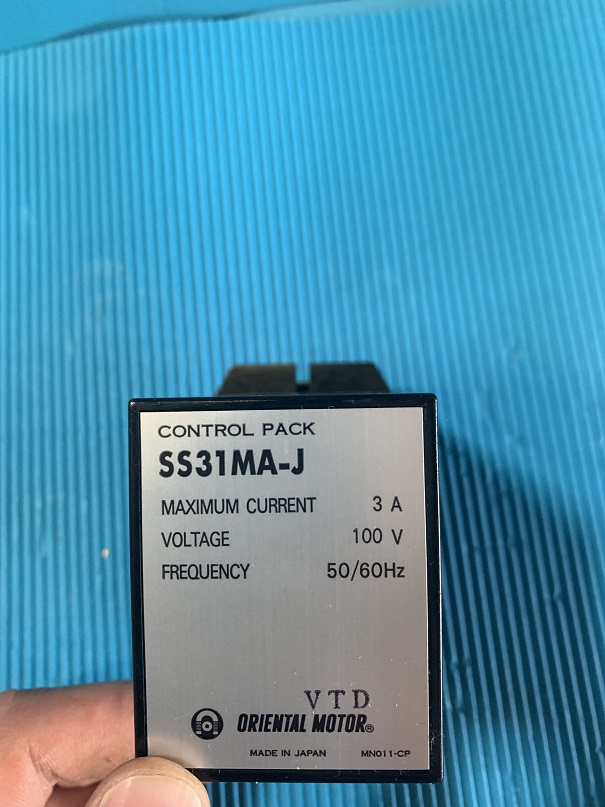 CONTROL PACK
SS31MA-J
MAXIMUM CURRENT 3 A
VOLTAGE 100 V
FREQUENCY 50/60Hz
VTD
ORIENTAL MOTOR®
MADE IN JAPAN MN011-CP